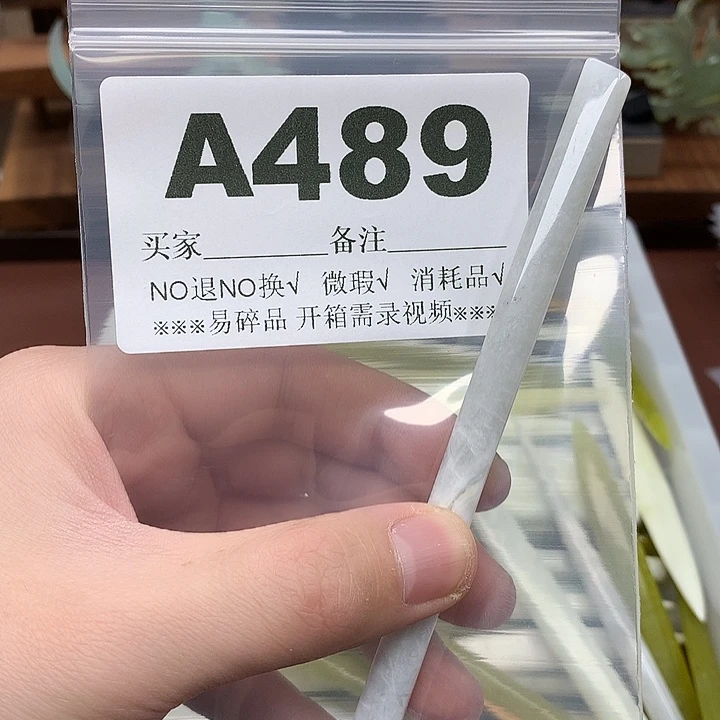 A489
买家________备注________
NO退NO换√ 微瑕√ 消耗品√
※※※易碎品 开箱需录视频※※※